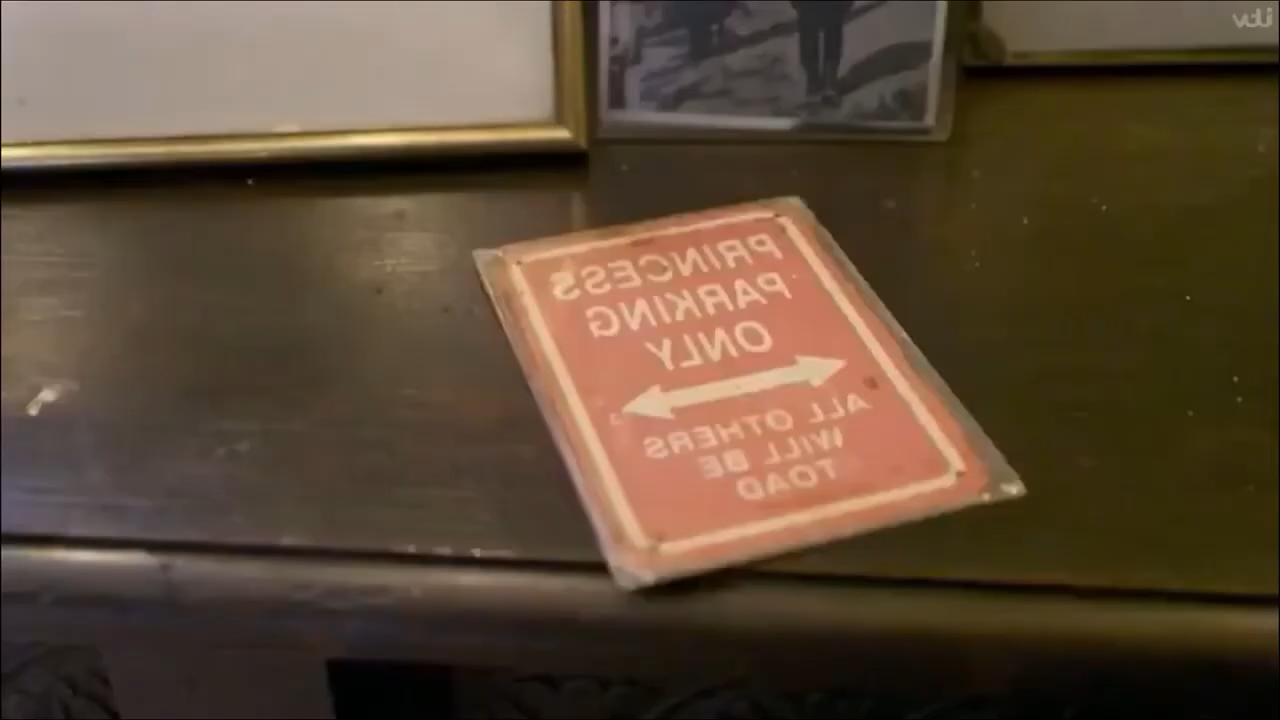 PRINCESS
PARKING
ONLY
ALL OTHERS
WILL BE
TOAD